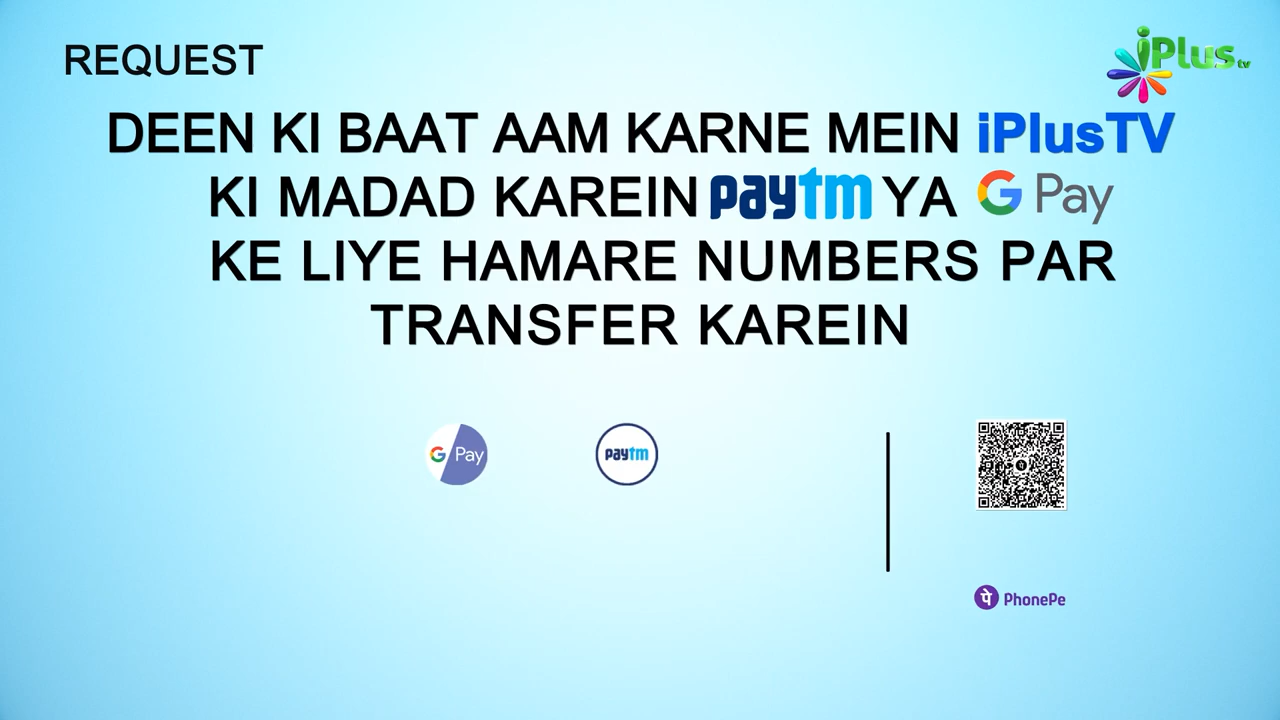 REQUEST
iPlus tv
DEEN KI BAAT AAM KARNE MEIN iPlusTV
KI MADAD KAREIN paytm YA G Pay
KE LIYE HAMARE NUMBERS PAR
TRANSFER KAREIN
G Pay
paytm
पे PhonePe